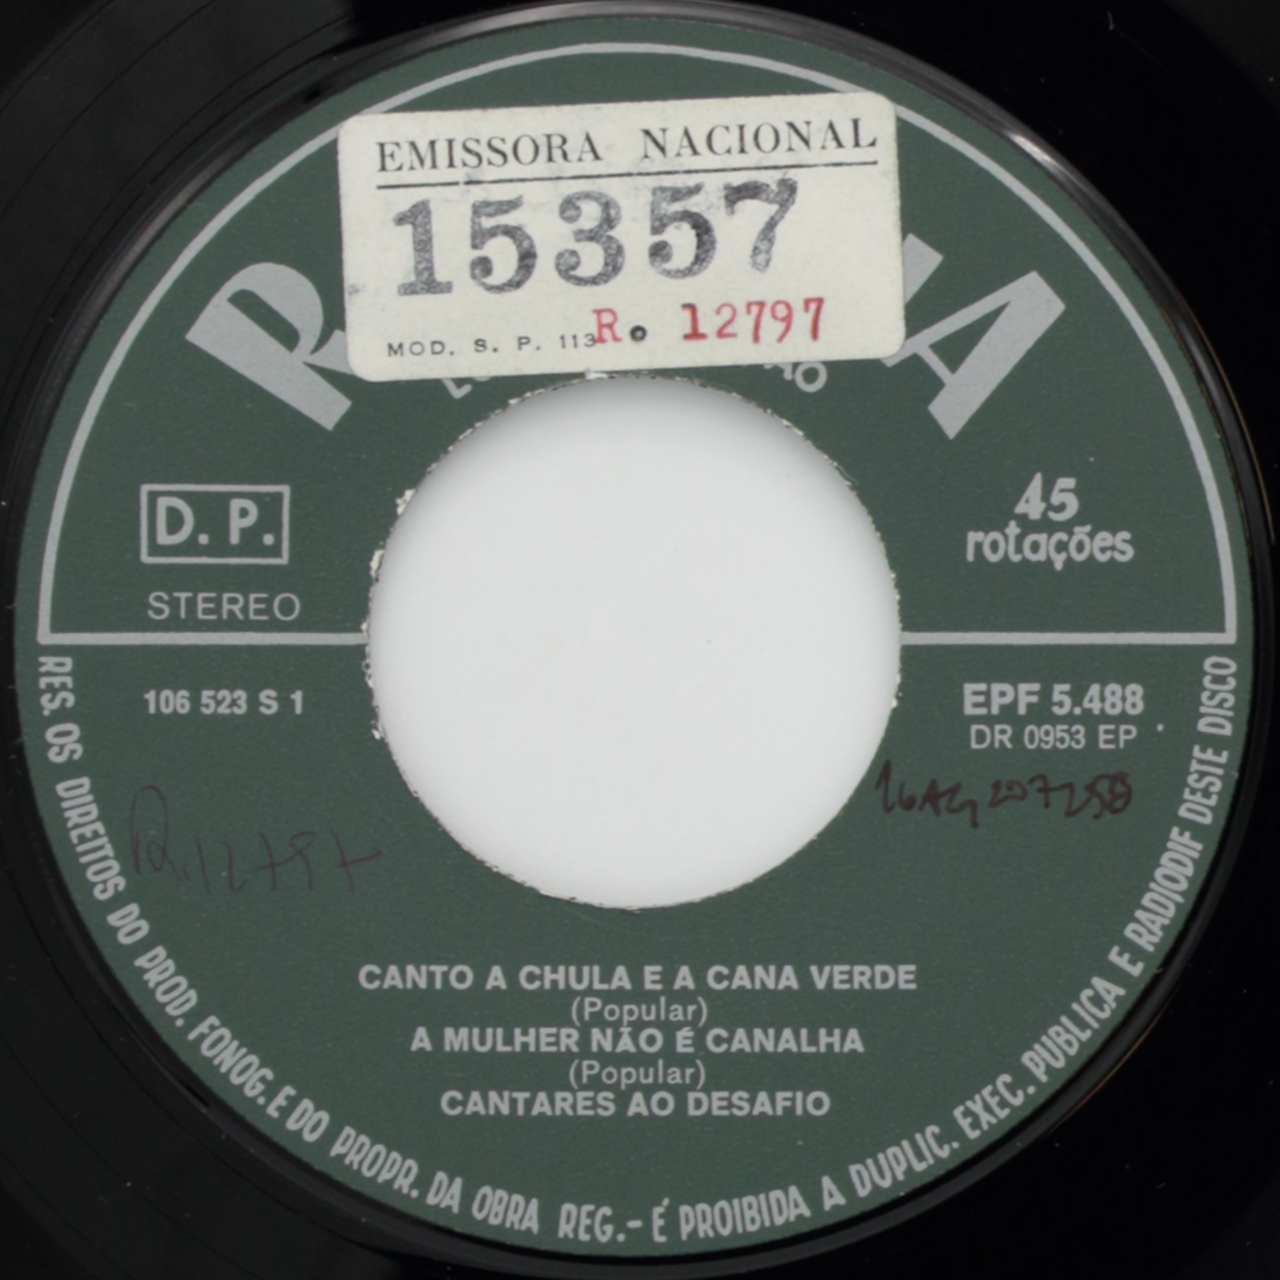 EMISSORA NACIONAL
15357
MOD. S. P. 113 R. 12797
D. P.
STEREO
45
rotações
106 523 S 1
EPF 5.488
DR 0953 EP
R.12797
CANTO A CHULA E A CANA VERDE
(Popular)
A MULHER NÃO É CANALHA
(Popular)
CANTARES AO DESAFIO
RES. OS DIREITOS DO PROD. FONOG. E DO PROPR. DA OBRA REG.- É PROIBIDA A DUPLIC. EXEC. PUBLICA E RADIODIF DESTE DISCO